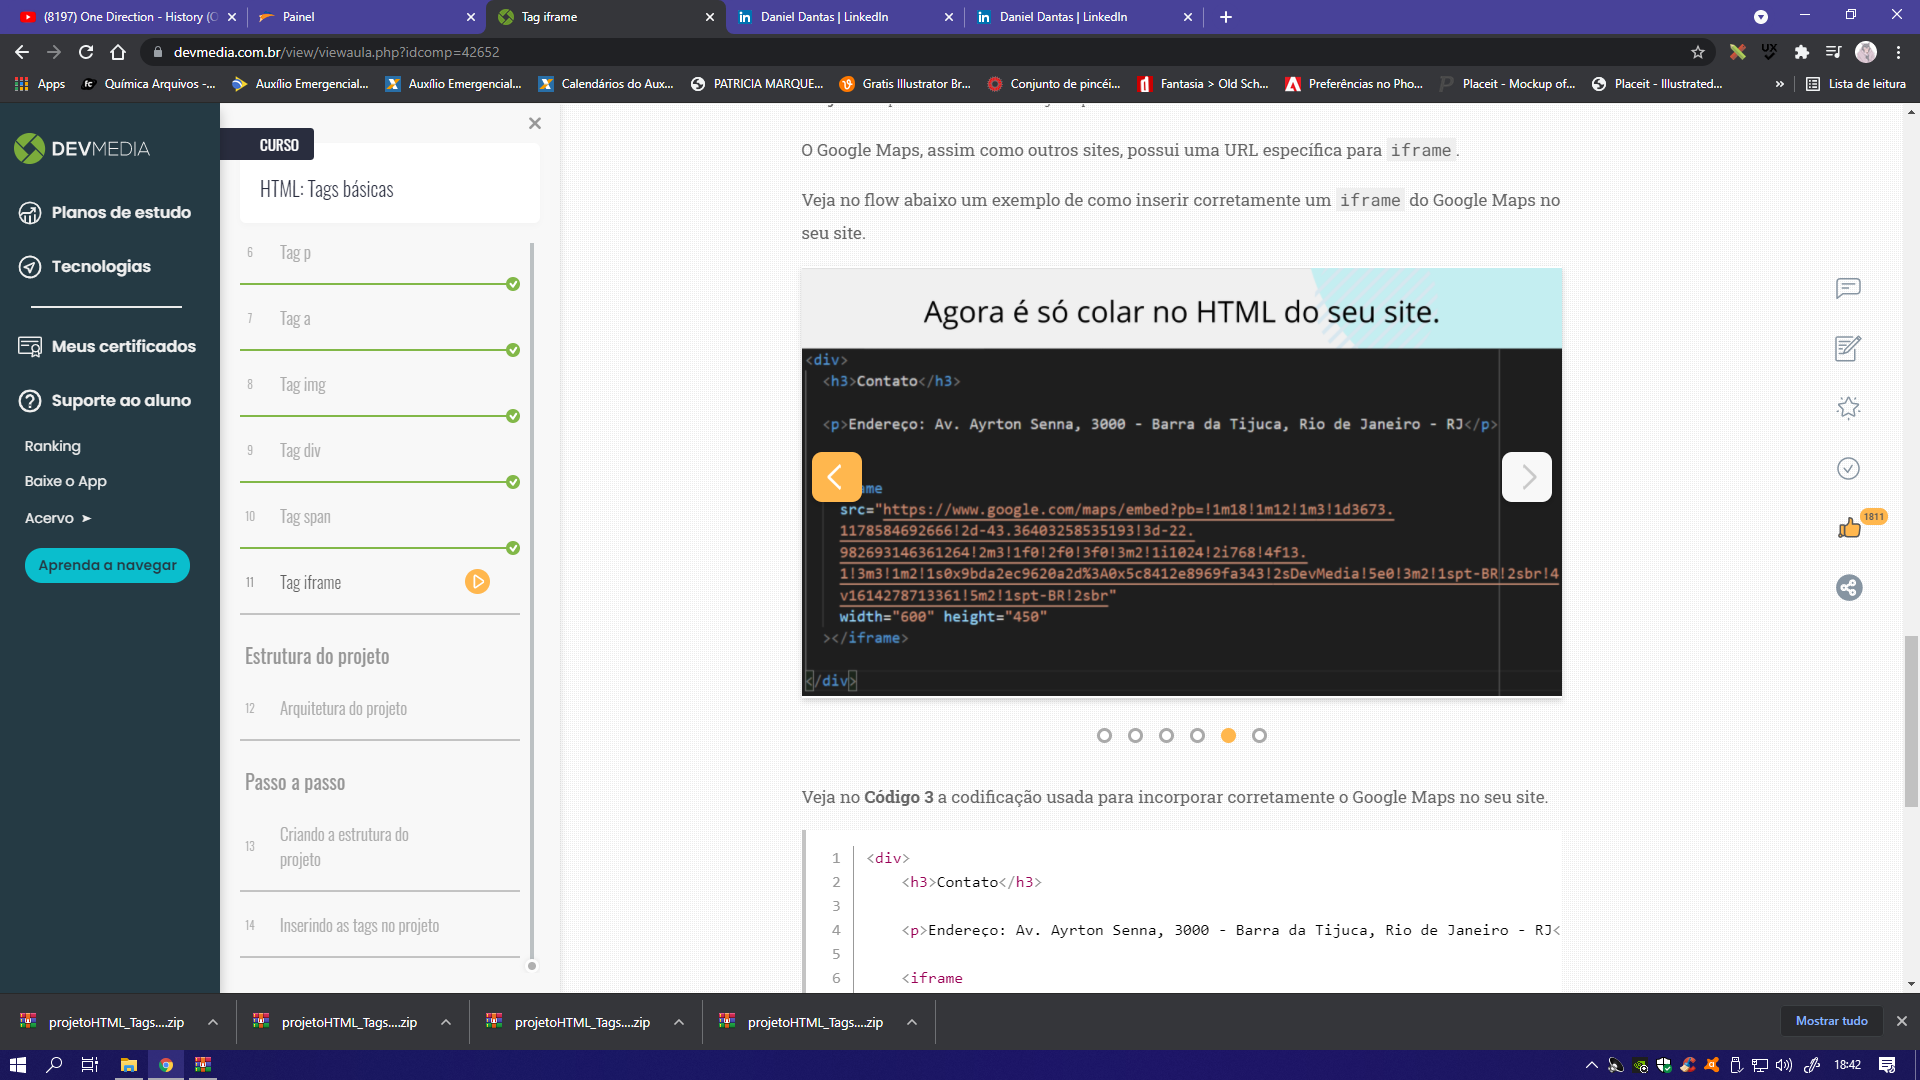 (8197) One Direction - History (O
Painel
Tag iframe
Daniel Dantas | LinkedIn
Daniel Dantas | LinkedIn
devmedia.com.br/view/viewaula.php?idcomp=42652
Apps
Química Arquivos -...
Auxílio Emergencial...
Auxílio Emergencial...
Calendários do Aux...
PATRICIA MARQUE...
Gratis Illustrator Br...
Conjunto de pincéi...
Fantasia > Old Sch...
Preferências no Pho...
Placeit - Mockup of...
Placeit - Illustrated...
»
Lista de leitura
DEVMEDIA
Planos de estudo
Tecnologias
Meus certificados
Suporte ao aluno
Ranking
Baixe o App
Acervo ➤
Aprenda a navegar
CURSO
HTML: Tags básicas
6 Tag p
7 Tag a
8 Tag img
9 Tag div
10 Tag span
11 Tag iframe
Estrutura do projeto
12 Arquitetura do projeto
Passo a passo
13 Criando a estrutura do
projeto
14 Inserindo as tags no projeto
O Google Maps, assim como outros sites, possui uma URL específica para iframe.
Veja no flow abaixo um exemplo de como inserir corretamente um iframe do Google Maps no
seu site.
Agora é só colar no HTML do seu site.
<div>
<h3>Contato</h3>
<p>Endereço: Av. Ayrton Senna, 3000 - Barra da Tijuca, Rio de Janeiro - RJ</p>
ame
src="https://www.google.com/maps/embed?pb=!1m18!1m12!1m3!1d3673.
1178584692666!2d-43.36403258535193!3d-22.
982693146361264!2m3!1f0!2f0!3f0!3m2!1i1024!2i768!4f13.
1!3m3!1m2!1s0x9bda2ec9620a2d%3A0x5c8412e8969fa343!2sDevMedia!5e0!3m2!1spt-BR!2sbr!4
v1614278713361!5m2!1spt-BR!2sbr"
width="600" height="450"
></iframe>
</div>
1811
Veja no Código 3 a codificação usada para incorporar corretamente o Google Maps no seu site.
1 <div>
2 <h3>Contato</h3>
3
4 <p>Endereço: Av. Ayrton Senna, 3000 - Barra da Tijuca, Rio de Janeiro - RJ<
5
6 <iframe
projetoHTML_Tags....zip
projetoHTML_Tags....zip
projetoHTML_Tags....zip
projetoHTML_Tags....zip
Mostrar tudo
18:42